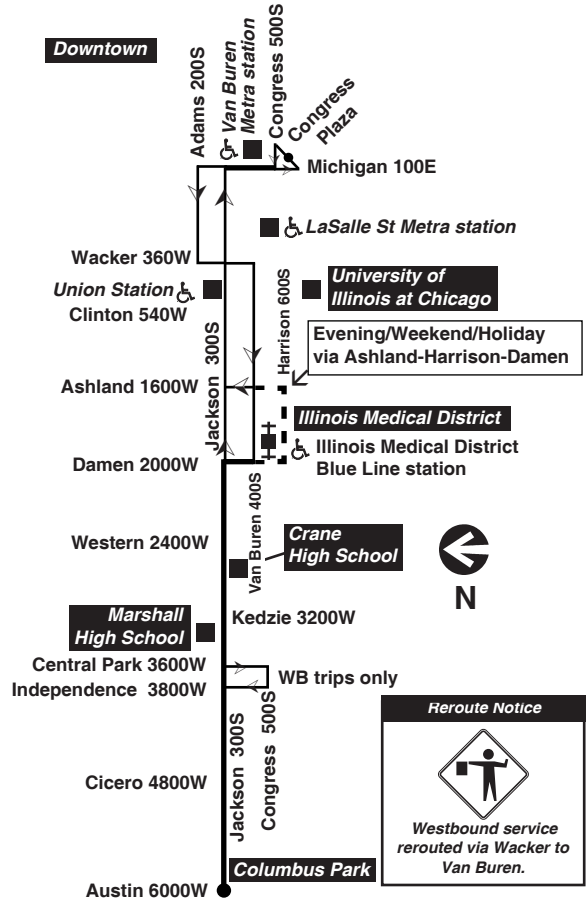 Downtown
Adams 200S
Van Buren
Metra station
Congress 500S
Congress
Plaza
Michigan 100E
LaSalle St Metra station
Wacker 360W
Union Station
Clinton 540W
Harrison 600S
University of
Illinois at Chicago
Evening/Weekend/Holiday
via Ashland-Harrison-Damen
Jackson 300S
Ashland 1600W
Illinois Medical District
Illinois Medical District
Blue Line station
Damen 2000W
Van Buren 400S
Western 2400W
Crane
High School
N
Marshall
High School
Kedzie 3200W
Central Park 3600W
Independence 3800W
WB trips only
Jackson 300S
Congress 500S
Cicero 4800W
Reroute Notice
Westbound service
rerouted via Wacker to
Van Buren.
Columbus Park
Austin 6000W